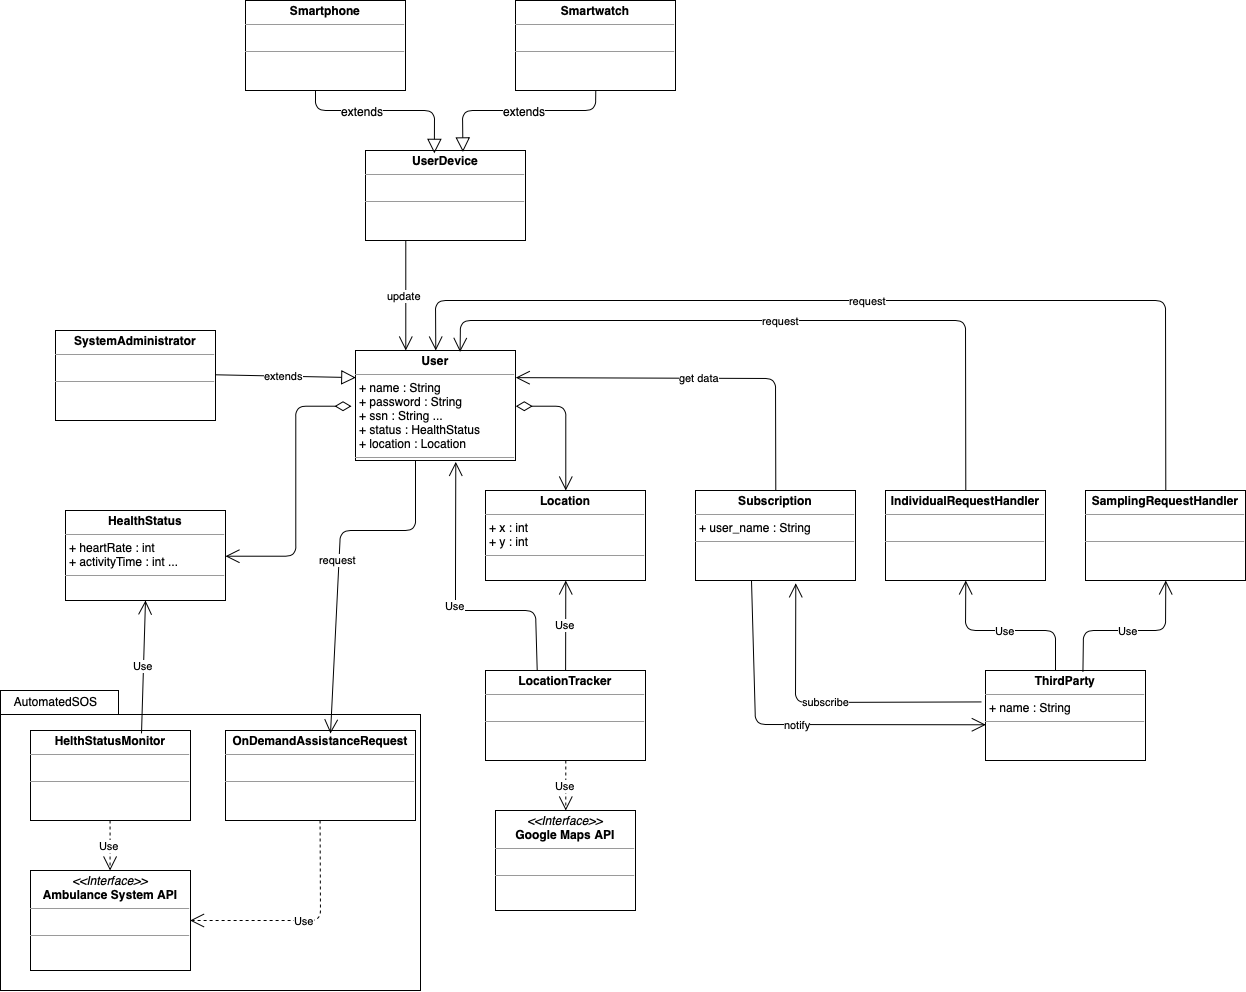 Smartphone
Smartwatch
extends
extends
UserDevice
update
request
request
SystemAdministrator
extends
User
+ name : String
+ password : String
+ ssn : String ...
+ status : HealthStatus
+ location : Location
get data
HealthStatus
+ heartRate : int
+ activityTime : int ...
Location
+ x : int
+ y : int
Subscription
+ user_name : String
IndividualRequestHandler
SamplingRequestHandler
request
Use
Use
Use
Use
Use
ThirdParty
+ name : String
subscribe
notify
LocationTracker
AutomatedSOS
HelthStatusMonitor
OnDemandAssistanceRequest
Use
<<Interface>>
Google Maps API
Use
<<Interface>>
Ambulance System API
Use